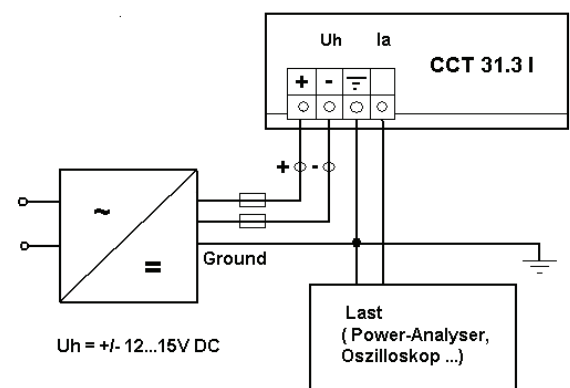 Uh Ia
CCT 31.3 I
+ -
+ -
~
=
Ground
Uh = +/- 12...15V DC
Last
( Power-Analyser,
Oszilloskop ...)